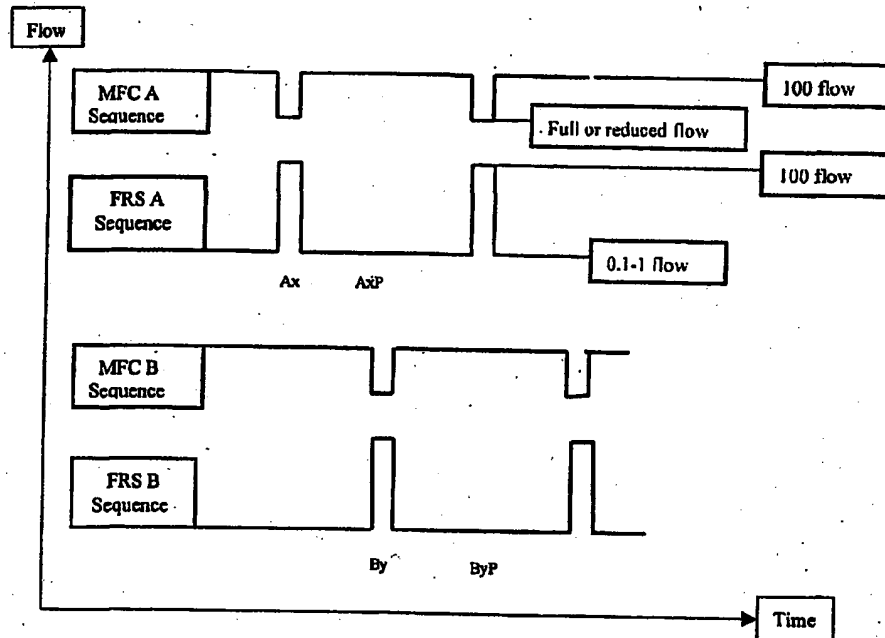 Flow
MFC A
Sequence
100 flow
Full or reduced flow
FRS A
Sequence
100 flow
0.1-1 flow
Ax
AxP
MFC B
Sequence
FRS B
Sequence
By
ByP
Time